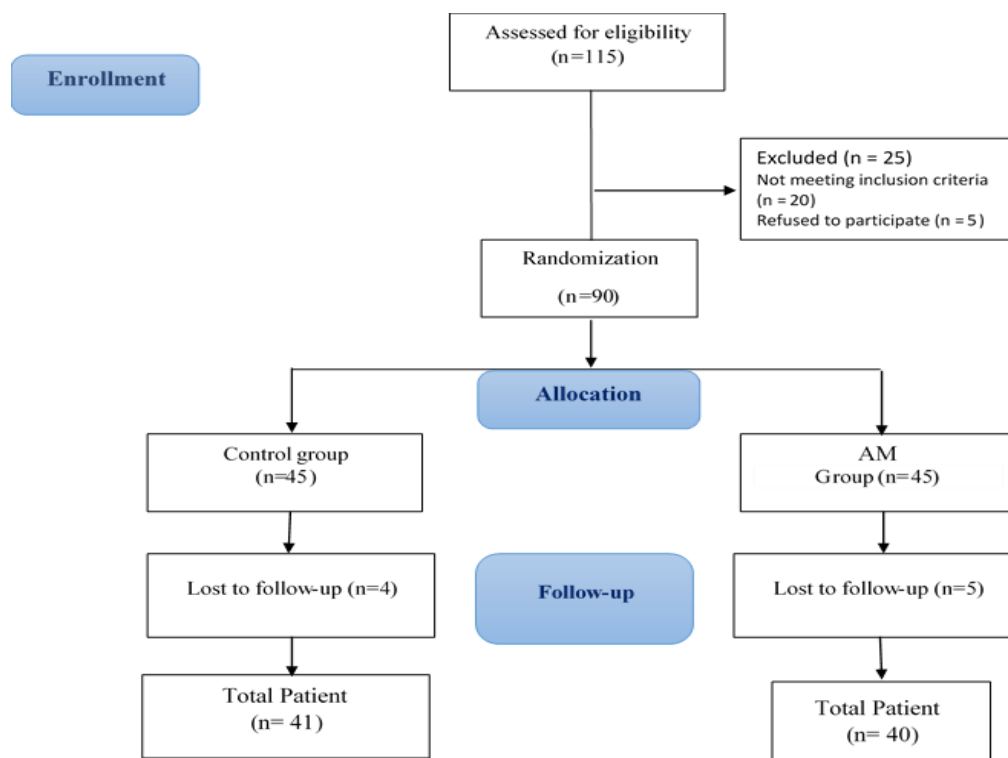 Assessed for eligibility
(n=115)
Enrollment
Excluded (n = 25)
Not meeting inclusion criteria
(n = 20)
Refused to participate (n = 5)
Randomization
(n=90)
Allocation
Control group
(n=45)
AM
Group (n=45)
Lost to follow-up (n=4)
Follow-up
Lost to follow-up (n=5)
Total Patient
(n= 41)
Total Patient
(n= 40)